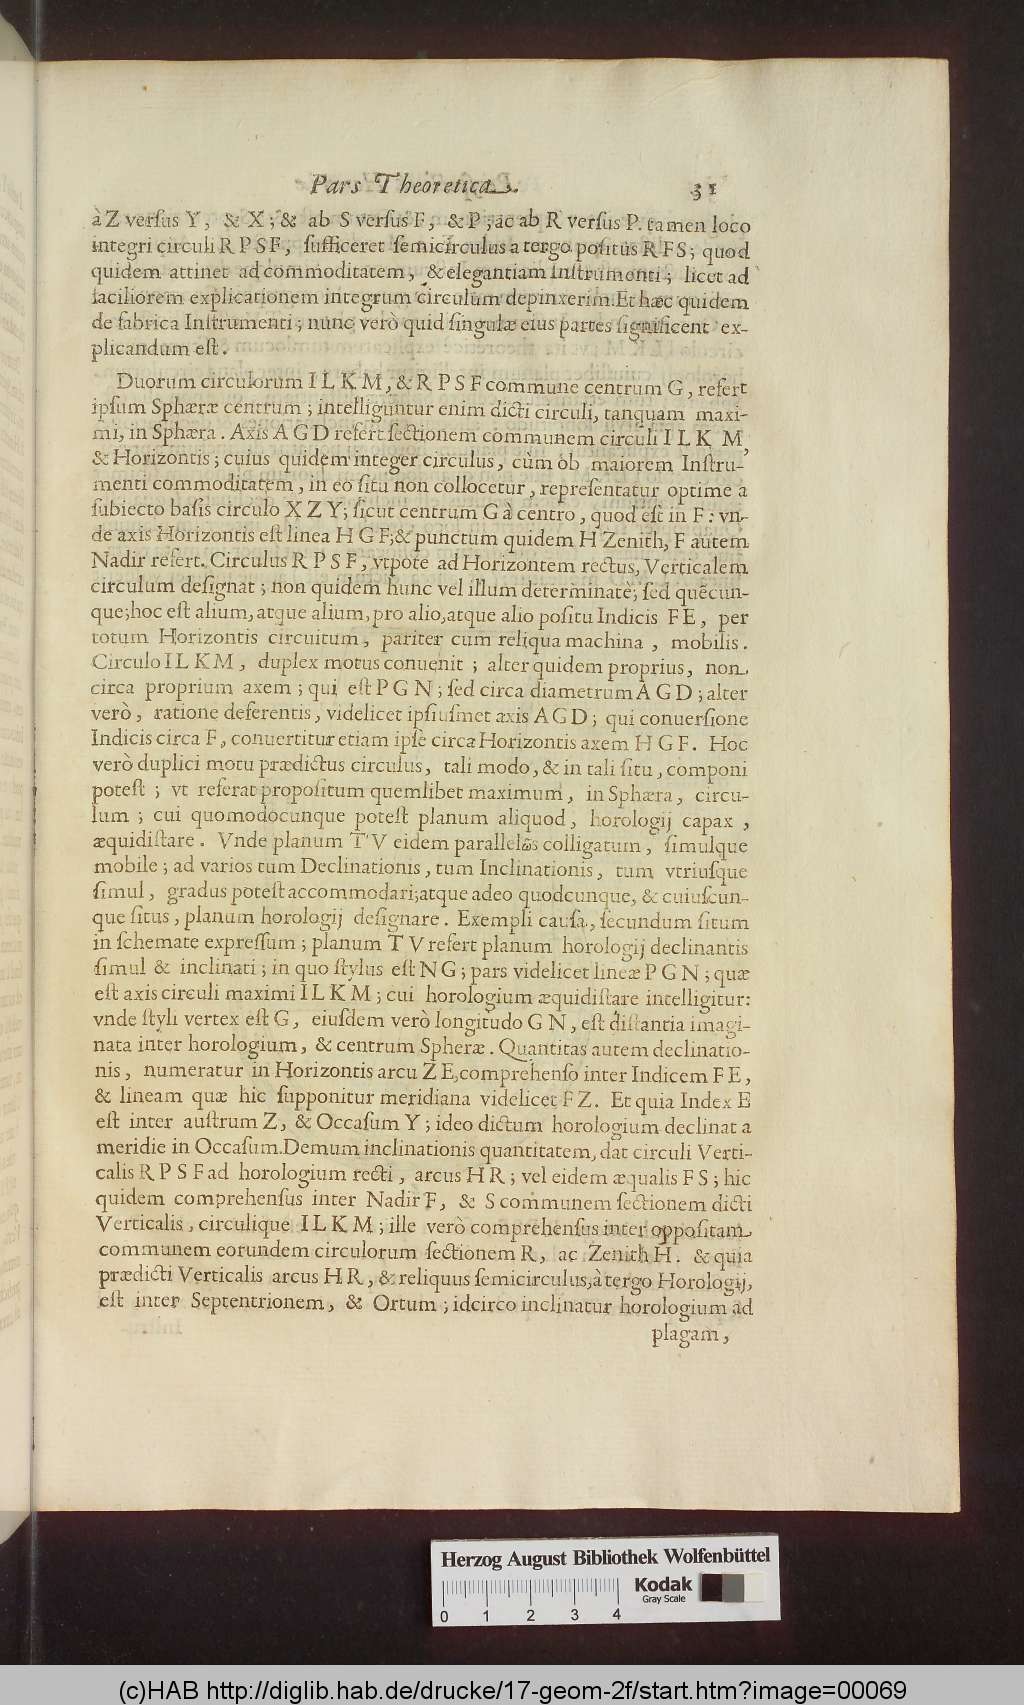 Pars Theoretica. 31
à Z verſus Y, & X; & ab S verſus F, & P; ac ab R verſus P. tamen loco
integri circuli R P S F, ſufficeret ſemicirculus a tergo poſitus R F S; quod
quidem attinet ad commoditatem, & elegantiam inſtrumenti; licet ad
faciliorem explicationem integrum circulum depinxerim. Et hæc quidem
de fabrica Inſtrumenti; nunc verò quid ſingulæ eius partes ſignificent ex-
plicandum eſt.
Duorum circulorum I L K M, & R P S F commune centrum G, refert
ipſum Sphæræ centrum; intelliguntur enim dicti circuli, tanquam maxi-
mi, in Sphæra. Axis A G D refert ſectionem communem circuli I L K M,
& Horizontis; cuius quidem integer circulus, cùm ob maiorem Inſtru-
menti commoditatem, in eo ſitu non collocetur, repreſentatur optime a
ſubiecto baſis circulo X Z Y; ſicut centrum G à centro, quod eſt in F: vn-
de axis Horizontis eſt linea H G F; & punctum quidem H Zenith, F autem
Nadir refert. Circulus R P S F, vtpote ad Horizontem rectus, Verticalem
circulum deſignat; non quidem hunc vel illum determinatè; ſed quēcun-
que; hoc eſt alium, atque alium, pro alio, atque alio poſitu Indicis F E, per
totum Horizontis circuitum, pariter cum reliqua machina, mobilis.
Circulo I L K M, duplex motus conuenit; alter quidem proprius, non
circa proprium axem; qui eſt P G N; ſed circa diametrum A G D; alter
verò, ratione deferentis, videlicet ipſiuſmet axis A G D; qui conuerſione
Indicis circa F, conuertitur etiam ipſe circa Horizontis axem H G F. Hoc
verò duplici motu prædictus circulus, tali modo, & in tali ſitu, componi
poteſt; vt referat propoſitum quemlibet maximum, in Sphæra, circu-
lum; cui quomodocunque poteſt planum aliquod, horologij capax,
æquidiſtare. Vnde planum T V eidem parallelos colligatum, ſimulque
mobile; ad varios tum Declinationis, tum Inclinationis, tum vtriuſque
ſimul, gradus poteſt accommodari; atque adeo quodcunque, & cuiuſcun-
que ſitus, planum horologij deſignare. Exempli cauſa, ſecundum ſitum
in ſchemate expreſſum; planum T V refert planum horologij declinantis
ſimul & inclinati; in quo ſtylus eſt N G; pars videlicet lineæ P G N; quæ
eſt axis circuli maximi I L K M; cui horologium æquidiſtare intelligitur:
vnde ſtyli vertex eſt G, eiuſdem verò longitudo G N, eſt diſtantia imagi-
nata inter horologium, & centrum Spheræ. Quantitas autem declinatio-
nis, numeratur in Horizontis arcu Z E, comprehenſo inter Indicem F E,
& lineam quæ hic ſupponitur meridiana videlicet F Z. Et quia Index E
eſt inter auſtrum Z, & Occaſum Y; ideo dictum horologium declinat a
meridie in Occaſum. Demum inclinationis quantitatem, dat circuli Verti-
calis R P S F ad horologium recti, arcus H R; vel eidem æqualis F S; hic
quidem comprehenſus inter Nadir F, & S communem ſectionem dicti
Verticalis, circulique I L K M; ille verò comprehenſus inter oppoſitam
communem eorundem circulorum ſectionem R, ac Zenith H. & quia
prædicti Verticalis arcus H R, & reliquus ſemicirculus, à tergo Horologij,
eſt inter Septentrionem, & Ortum; idcirco inclinatur horologium ad
plagam,
Herzog August Bibliothek Wolfenbüttel
Kodak
Gray Scale
0 1 2 3 4
(c)HAB http://diglib.hab.de/drucke/17-geom-2f/start.htm?image=00069